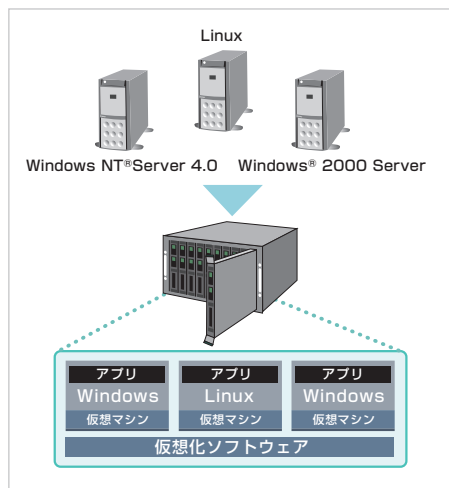 Linux
Windows NT®Server 4.0 Windows® 2000 Server
アプリ アプリ アプリ
Windows Linux Windows
仮想マシン 仮想マシン 仮想マシン
仮想化ソフトウェア